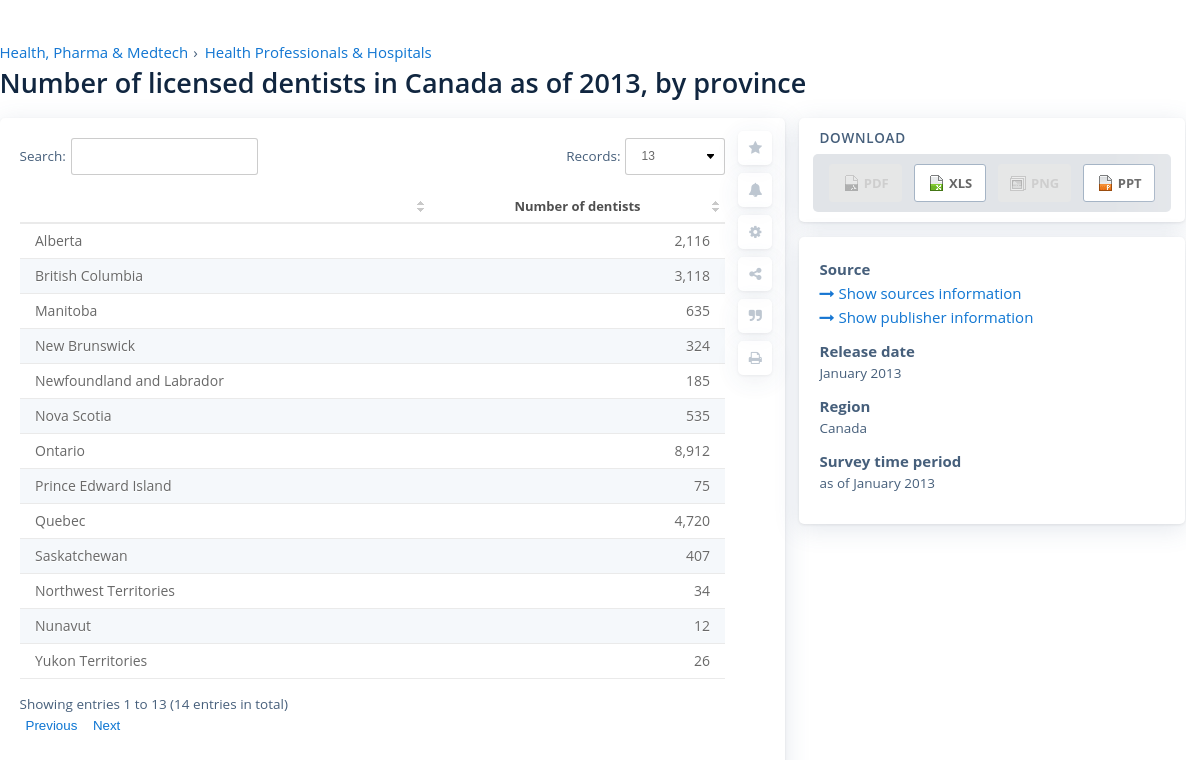 Health, Pharma & Medtech › Health Professionals & Hospitals
Number of licensed dentists in Canada as of 2013, by province
Search:
Records: 13
Number of dentists
Alberta 2,116
British Columbia 3,118
Manitoba 635
New Brunswick 324
Newfoundland and Labrador 185
Nova Scotia 535
Ontario 8,912
Prince Edward Island 75
Quebec 4,720
Saskatchewan 407
Northwest Territories 34
Nunavut 12
Yukon Territories 26
Showing entries 1 to 13 (14 entries in total)
Previous Next
DOWNLOAD
PDF XLS PNG PPT
Source
Show sources information
Show publisher information
Release date
January 2013
Region
Canada
Survey time period
as of January 2013